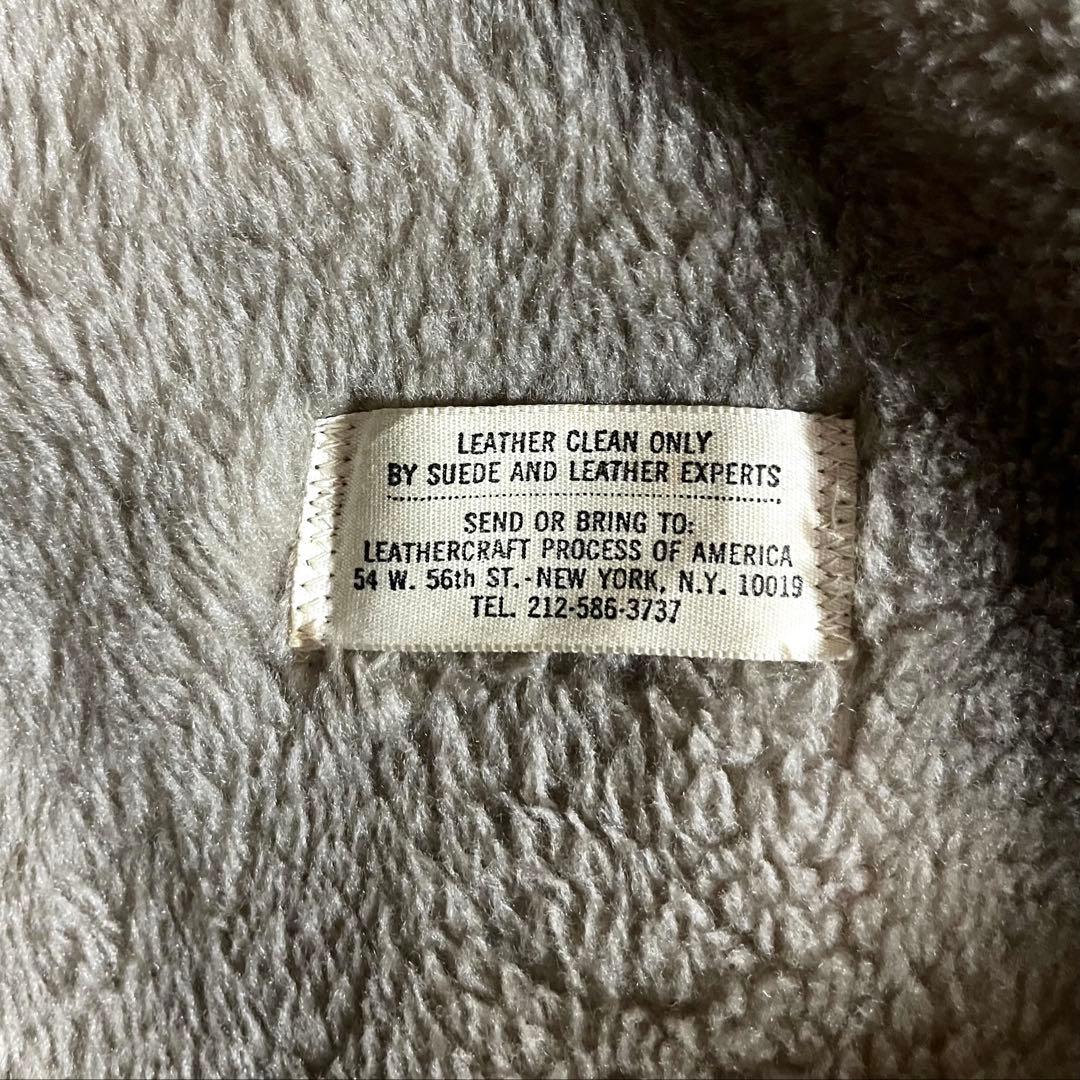 LEATHER CLEAN ONLY
BY SUEDE AND LEATHER EXPERTS
SEND OR BRING TO:
LEATHERCRAFT PROCESS OF AMERICA
54 W. 56th ST.-NEW YORK, N.Y. 10019
TEL. 212-586-3737